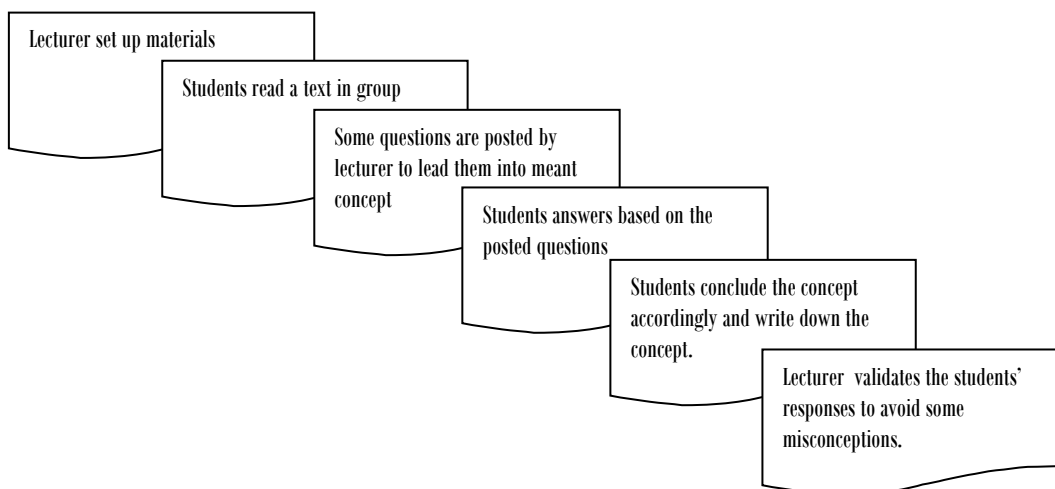 Lecturer set up materials
Students read a text in group
Some questions are posted by
lecturer to lead them into meant
concept
Students answers based on the
posted questions
Students conclude the concept
accordingly and write down the
concept.
Lecturer validates the students’
responses to avoid some
misconceptions.